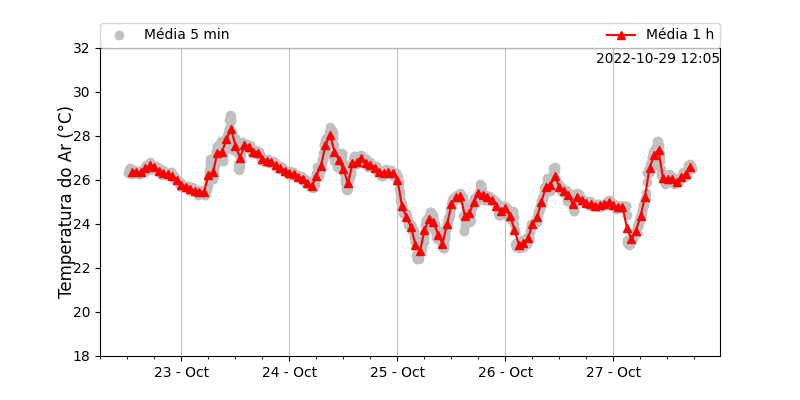 Média 5 min
Média 1 h
2022-10-29 12:05
Temperatura do Ar (°C)
32
30
28
26
24
22
20
18
23 - Oct
24 - Oct
25 - Oct
26 - Oct
27 - Oct